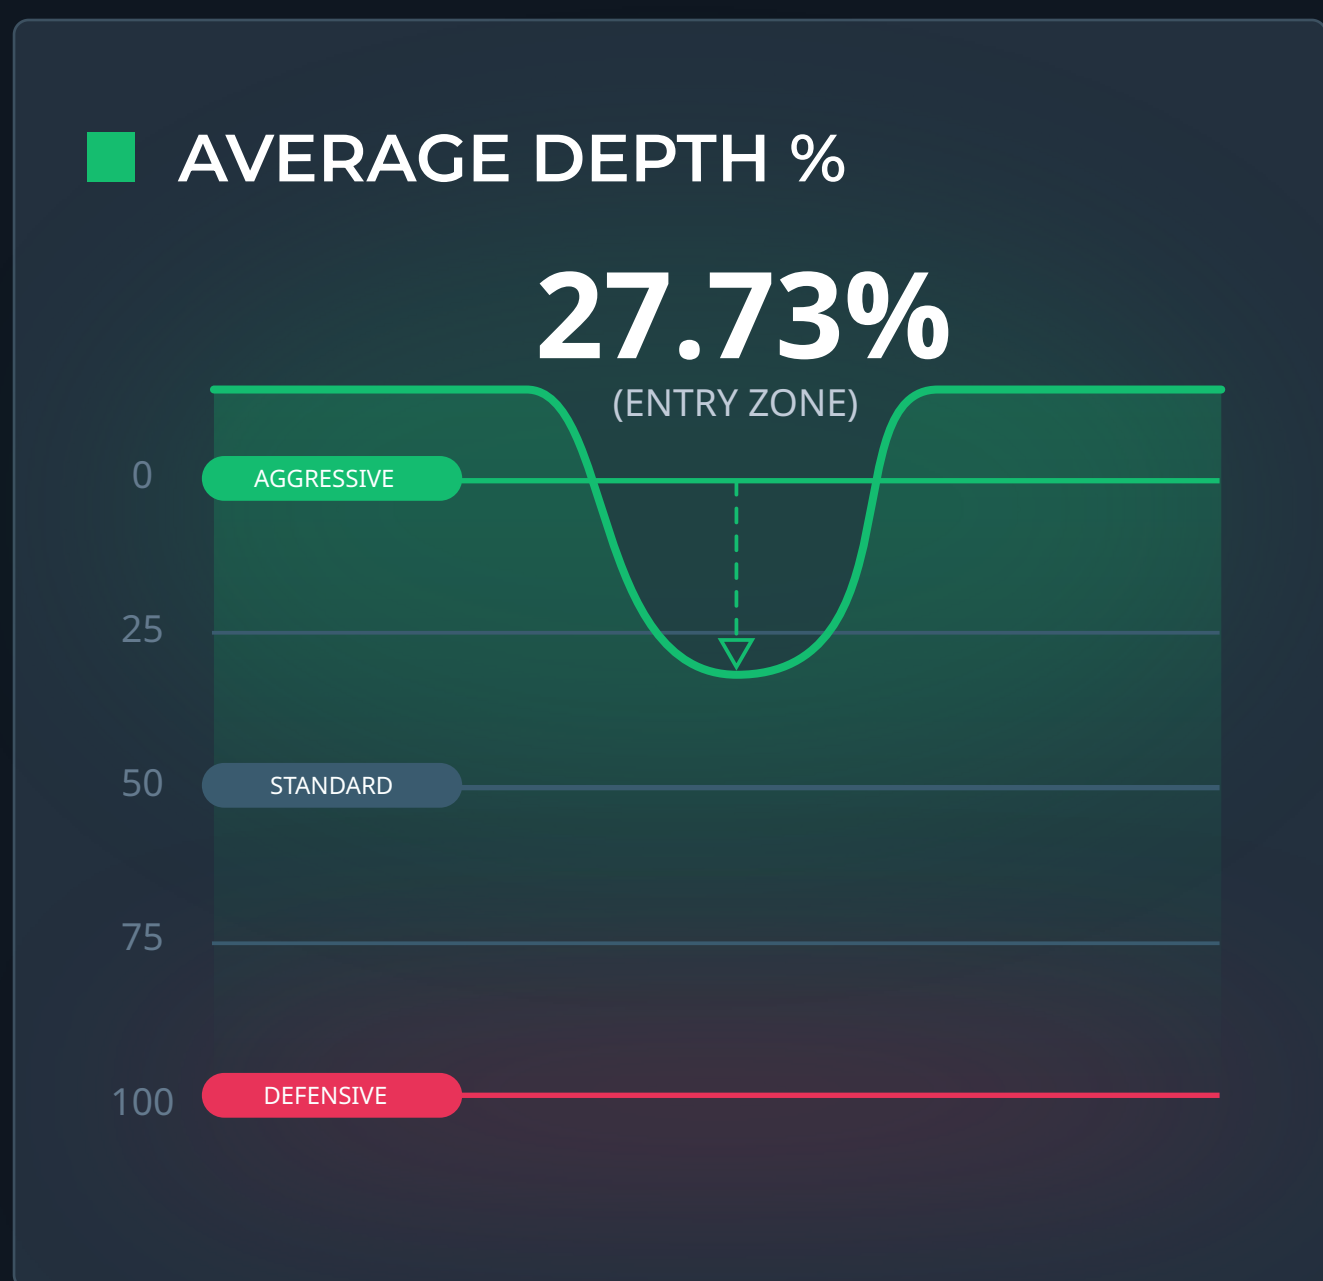 AVERAGE DEPTH %
27.73%
(ENTRY ZONE)
0 AGGRESSIVE
25
50 STANDARD
75
100 DEFENSIVE